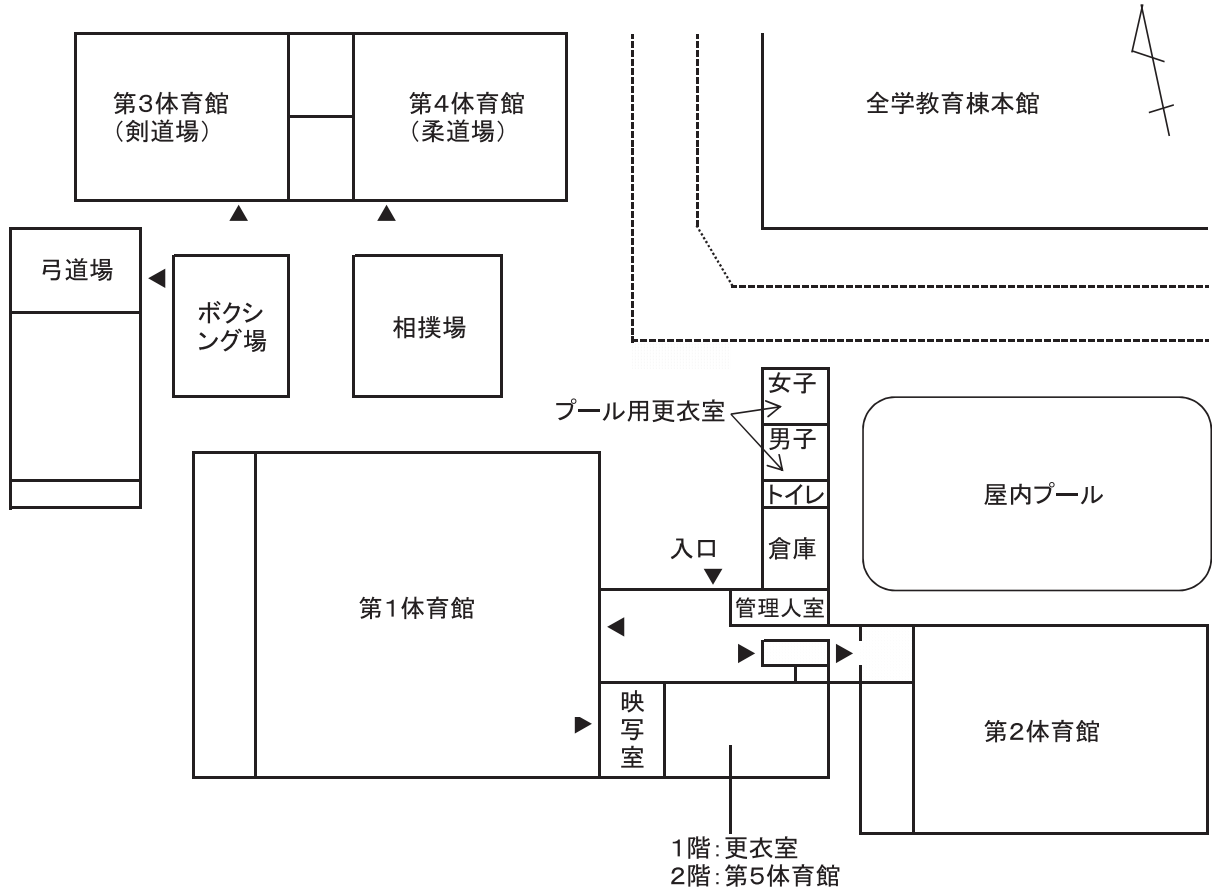 第3体育館
（剣道場）
第4体育館
（柔道場）
全学教育棟本館
弓道場
ボクシ
ング場
相撲場
女子
プール用更衣室
男子
トイレ
屋内プール
入口
倉庫
第1体育館
管理人室
映
写
室
第2体育館
1階：更衣室
2階：第5体育館